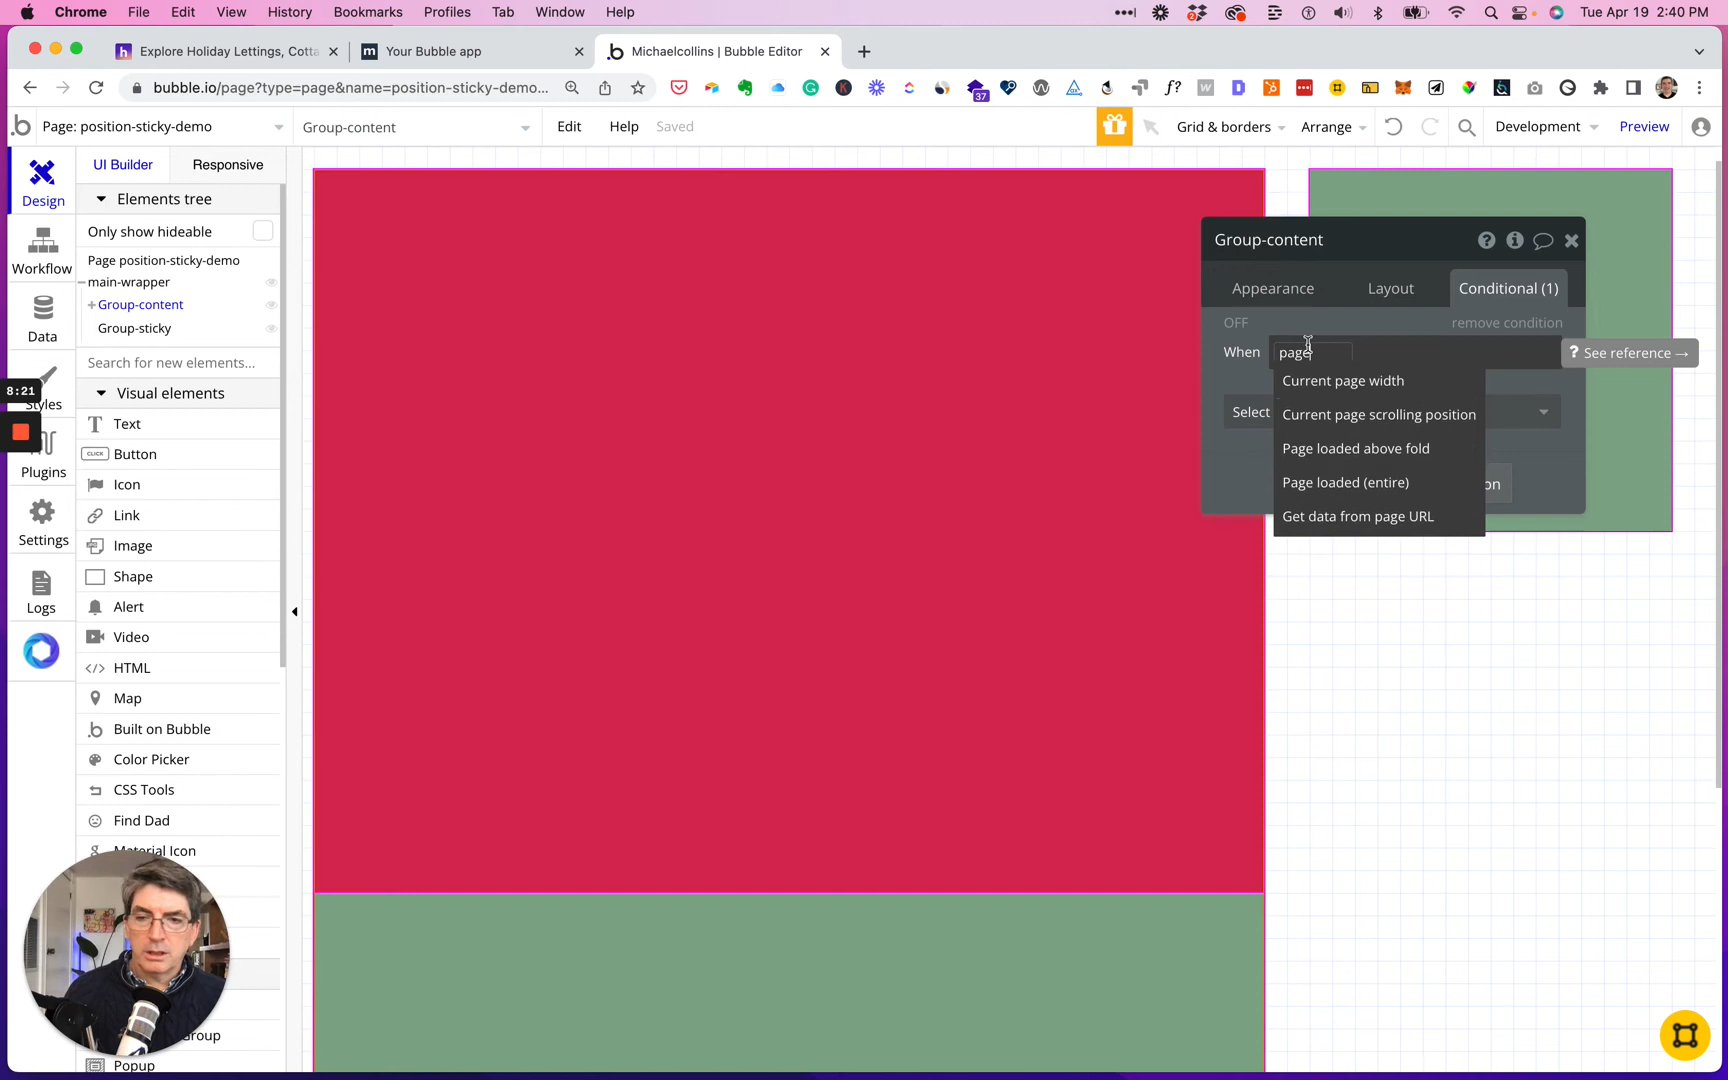 Chrome File Edit View History Bookmarks Profiles Tab Window Help Tue Apr 19 2:40 PM
Explore Holiday Lettings, Cotta
Your Bubble app
Michaelcollins | Bubble Editor
bubble.io/page?type=page&name=position-sticky-demo...
37
f?
Page: position-sticky-demo
Group-content
Edit Help Saved
Grid & borders
Arrange
Development
Preview
Design
Workflow
Data
8:21
Styles
Plugins
Settings
Logs
UI Builder Responsive
Elements tree
Only show hideable
Page position-sticky-demo
main-wrapper
Group-content
Group-sticky
Search for new elements...
Visual elements
Text
CLICK Button
Icon
Link
Image
Shape
Alert
Video
</> HTML
Map
Built on Bubble
Color Picker
CSS Tools
Find Dad
Material Icon
Group
Popup
Group-content
Appearance Layout Conditional (1)
OFF remove condition
When page
? See reference →
Select
Current page width
Current page scrolling position
Page loaded above fold
Page loaded (entire)
Get data from page URL
on